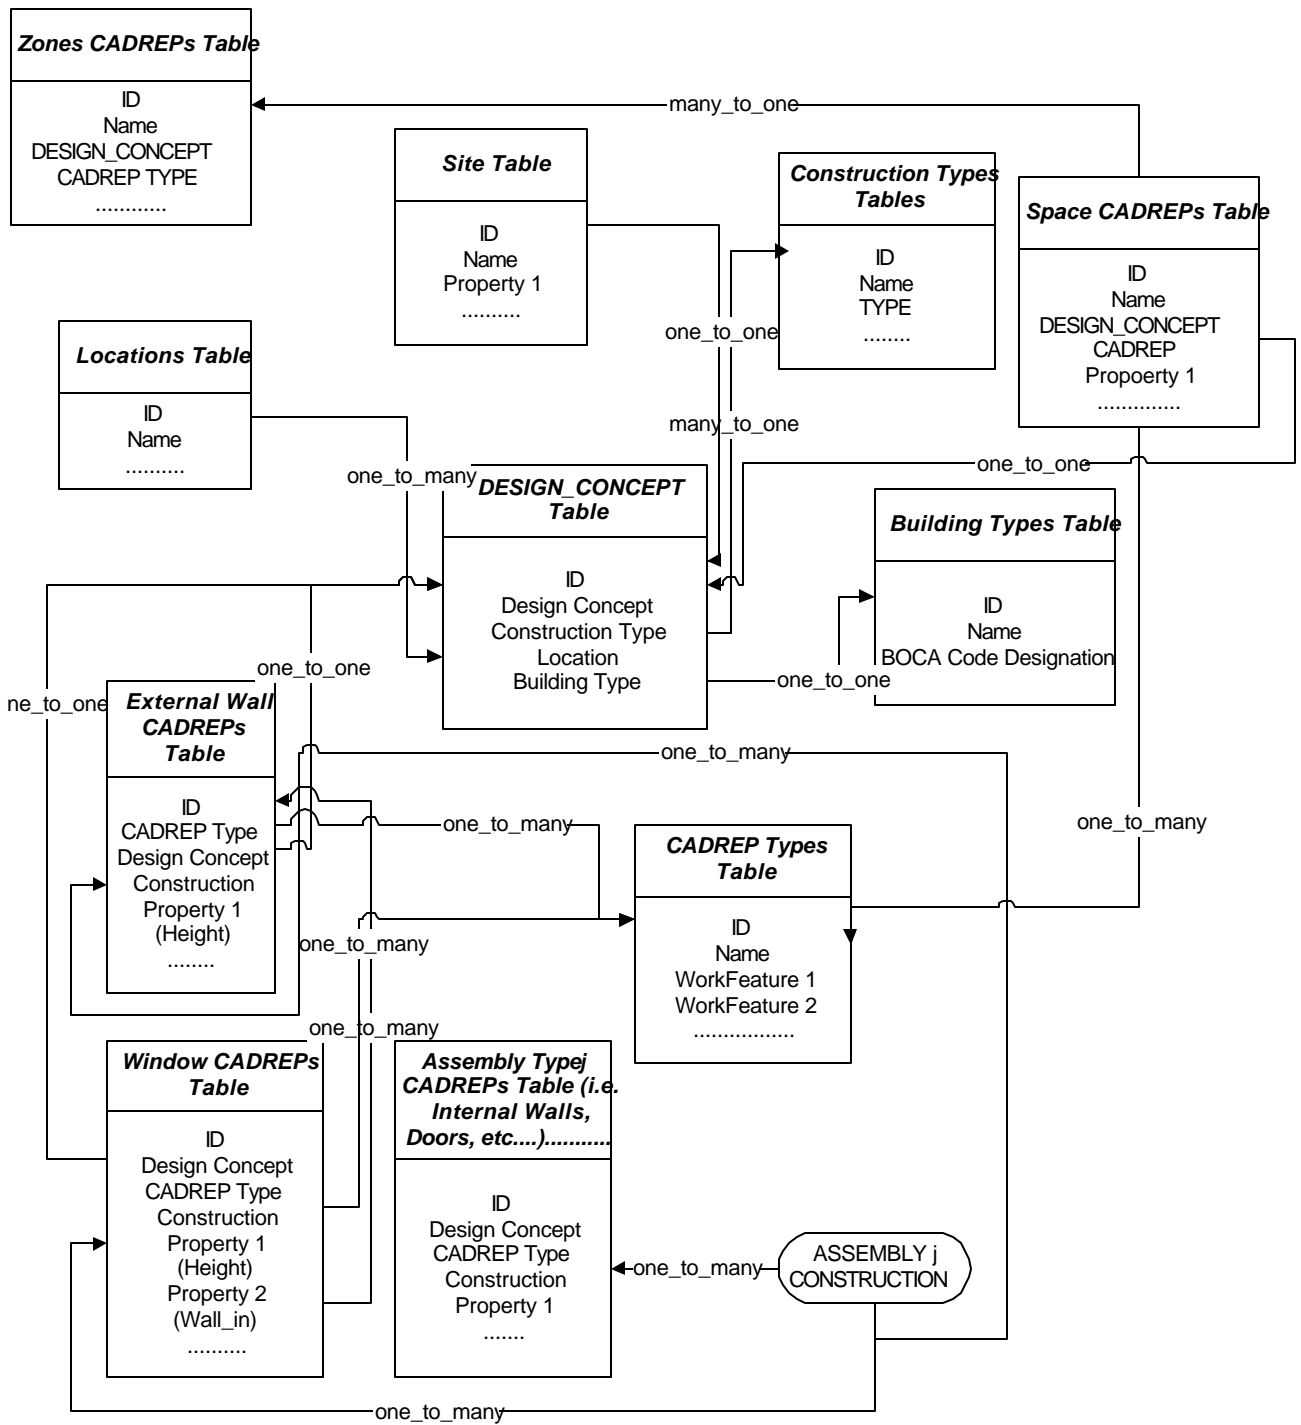 Zones CADREPs Table
ID
Name
DESIGN_CONCEPT
CADREP TYPE
............
many_to_one
Site Table
ID
Name
Property 1
..........
Construction Types
Tables
ID
Name
TYPE
........
Space CADREPs Table
ID
Name
DESIGN_CONCEPT
CADREP
Propoerty 1
..............
Locations Table
ID
Name
..........
one_to_one
many_to_one
one_to_one
one_to_many
DESIGN_CONCEPT
Table
ID
Design Concept
Construction Type
Location
Building Type
Building Types Table
ID
Name
BOCA Code Designation
one_to_one
one_to_one
ne_to_one
External Wall
CADREPs
Table
ID
CADREP Type
Design Concept
Construction
Property 1
(Height)
........
one_to_many
one_to_many
one_to_many
CADREP Types
Table
ID
Name
WorkFeature 1
WorkFeature 2
.................
one_to_many
one_to_many
Window CADREPs
Table
ID
Design Concept
CADREP Type
Construction
Property 1
(Height)
Property 2
(Wall_in)
..........
Assembly Typej
CADREPs Table (i.e.
Internal Walls,
Doors, etc....)...........
ID
Design Concept
CADREP Type
Construction
Property 1
.......
one_to_many
ASSEMBLY j
CONSTRUCTION
one_to_many